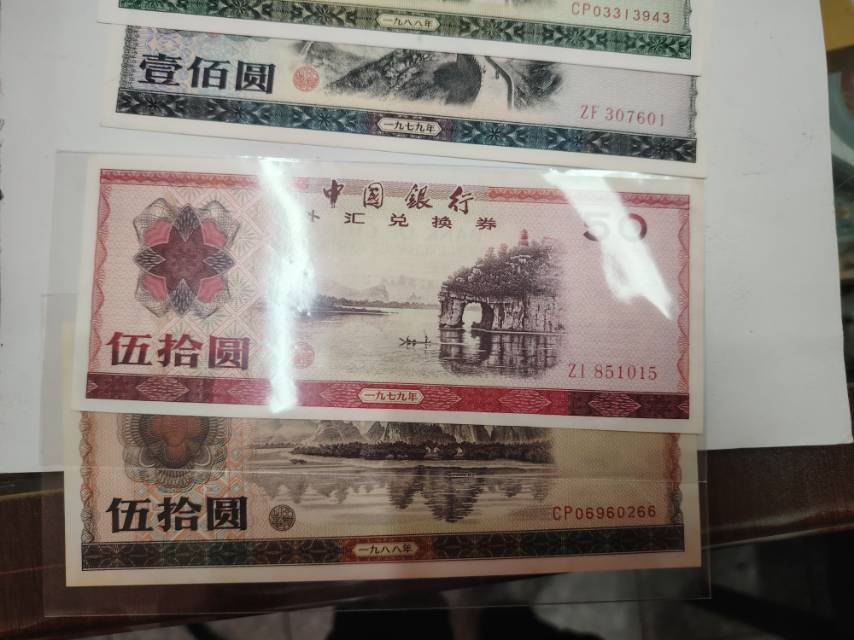 CP03313943
一九八八年
壹佰圆
ZF 307601
一九七九年
中國銀行
外汇兑换券
50
伍拾圆
ZI 851015
一九七九年
伍拾圆
CP06960266
一九八八年